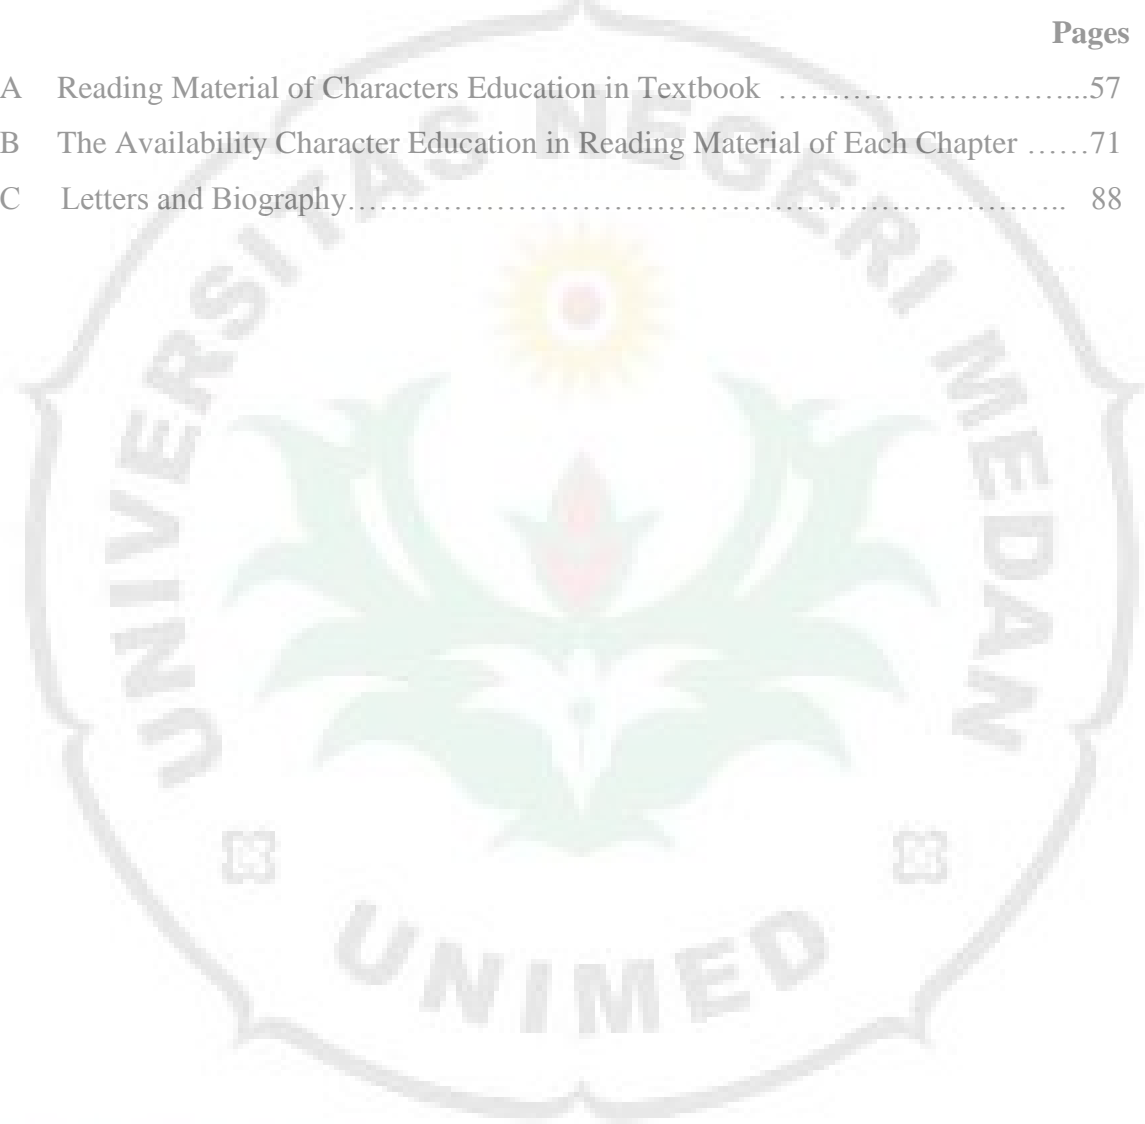 Pages
A Reading Material of Characters Education in Textbook ………………………...57
B The Availability Character Education in Reading Material of Each Chapter ……71
C Letters and Biography…………………………………………………………….. 88
UNIVERSITAS NEGERI MEDAN
UNIMED